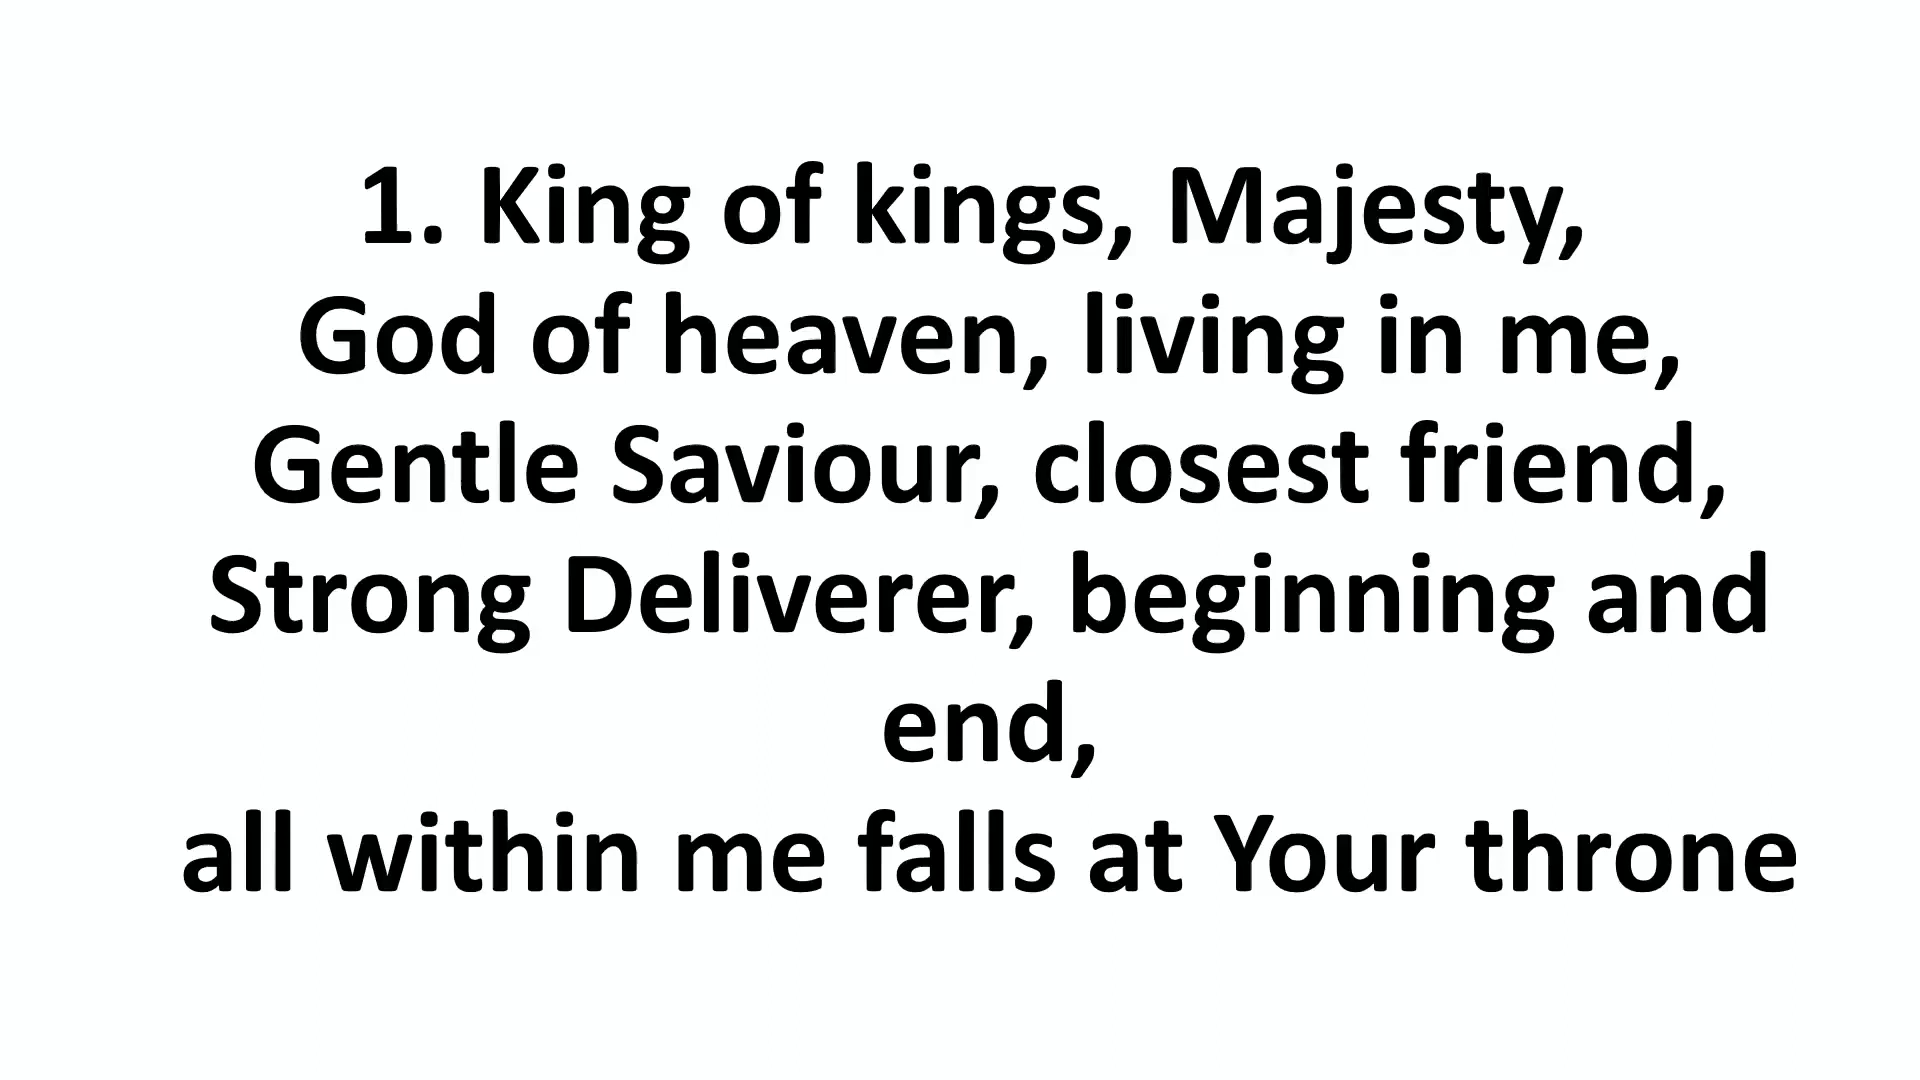 1. King of kings, Majesty,
God of heaven, living in me,
Gentle Saviour, closest friend,
Strong Deliverer, beginning and
end,
all within me falls at Your throne